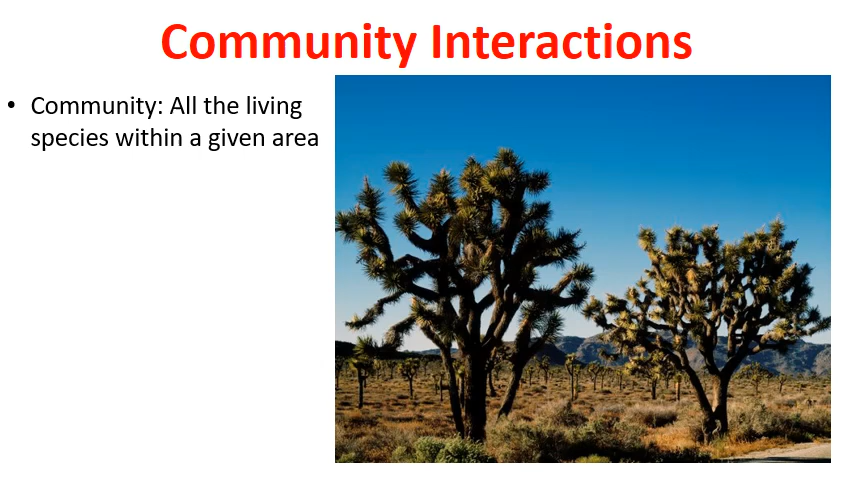 Community Interactions
• Community: All the living
species within a given area